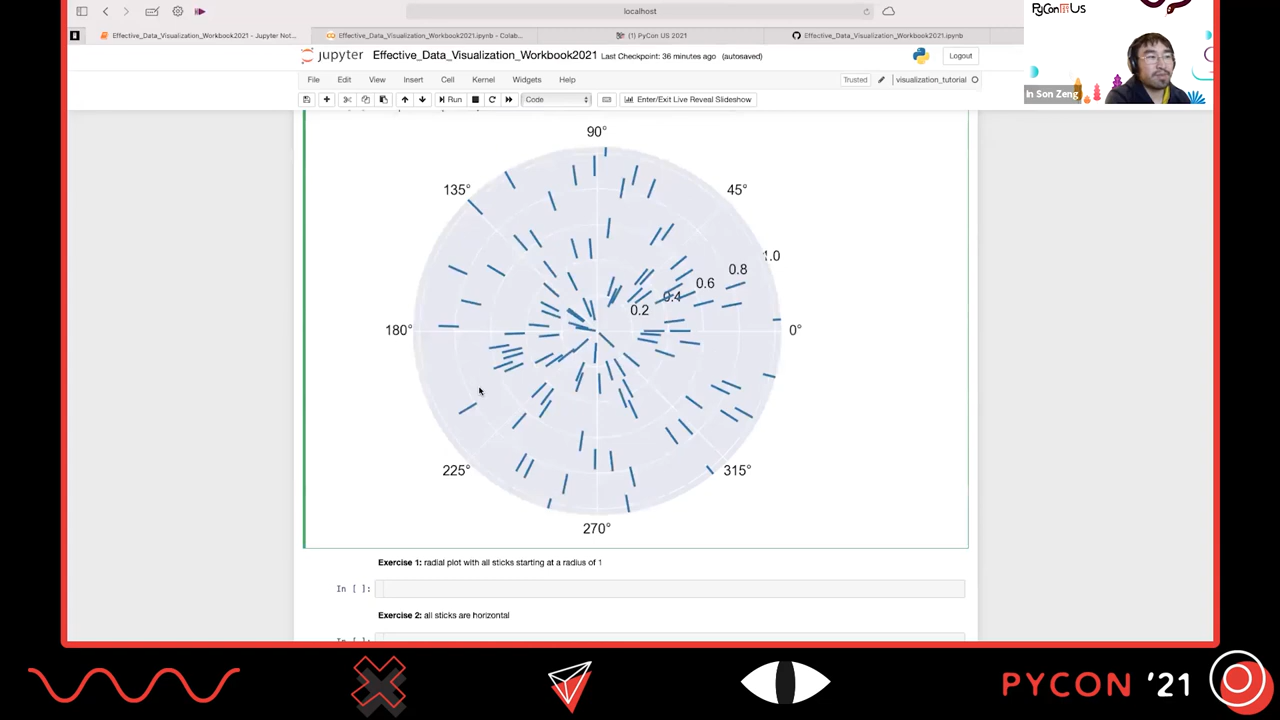 localhost
Effective_Data_Visualization_Workbook2021 - Jupyter Not...
Effective_Data_Visualization_Workbook2021.ipynb - Colab...
(1) PyCon US 2021
Effective_Data_Visualization_Workbook2021.ipynb
PyCon US
jupyter Effective_Data_Visualization_Workbook2021 Last Checkpoint: 36 minutes ago (autosaved)
Logout
File Edit View Insert Cell Kernel Widgets Help
Trusted
visualization_tutorial
Run
Code
Enter/Exit Live Reveal Slideshow
In Son Zeng
90°
135°
45°
1.0
0.8
0.6
0.4
0.2
180°
0°
225°
315°
270°
Exercise 1: radial plot with all sticks starting at a radius of 1
In [ ]:
Exercise 2: all sticks are horizontal
In [ ]:
PYCON '21